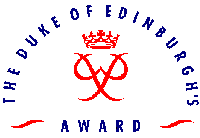 THE DUKE OF EDINBURGH'S
AWARD